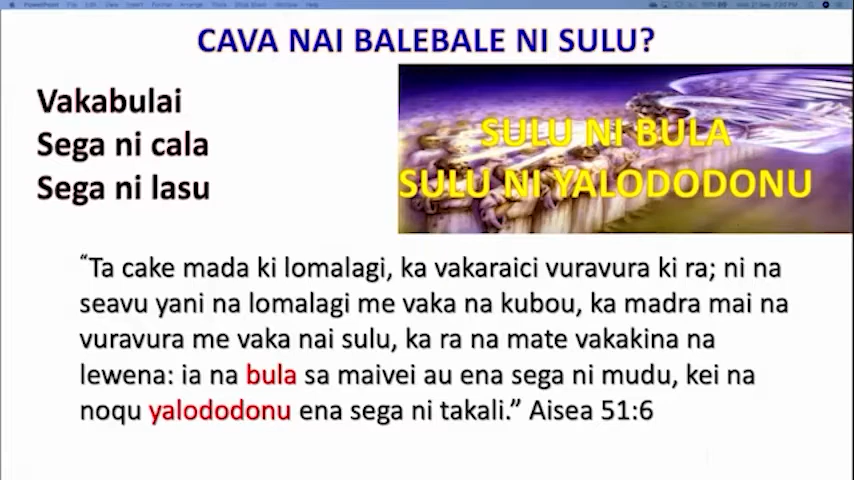 CAVA NAI BALEBALE NI SULU?
Vakabulai
Sega ni cala
Sega ni lasu
SULU NI BULA
SULU NI YALODODONU
“Ta cake mada ki lomalagi, ka vakaraici vuravura ki ra; ni na
seavu yani na lomalagi me vaka na kubou, ka madra mai na
vuravura me vaka nai sulu, ka ra na mate vakakina na
lewena: ia na bula sa maivei au ena sega ni mudu, kei na
noqu yalododonu ena sega ni takali.” Aisea 51:6